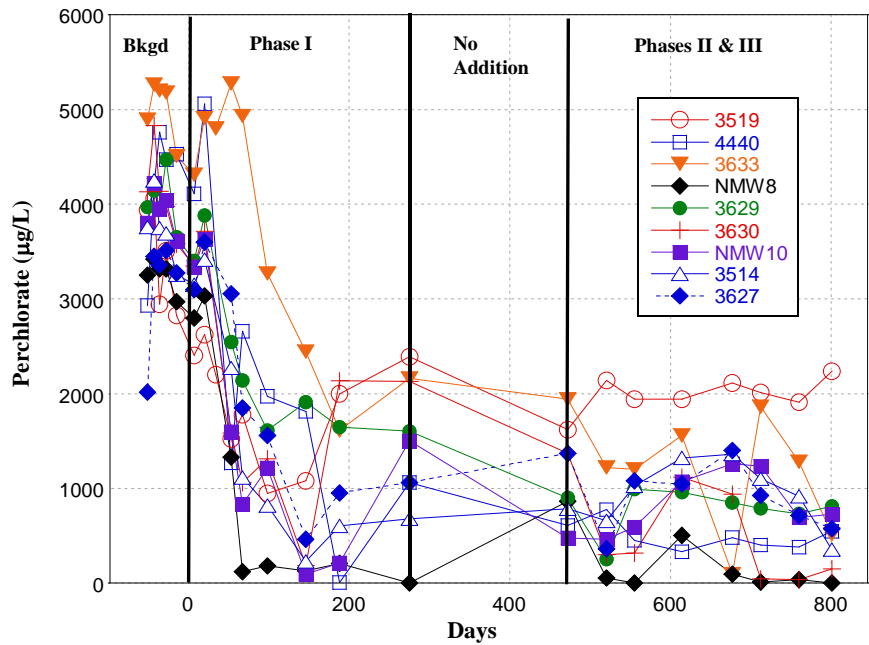 6000
5000
4000
3000
2000
1000
0
Perchlorate (µg/L)
Bkgd
Phase I
No
Addition
Phases II & III
3519
4440
3633
NMW8
3629
3630
NMW10
3514
3627
0
200
400
600
800
Days